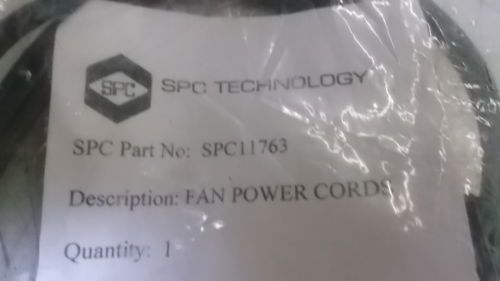 SPC
SPC TECHNOLOGY
SPC Part No: SPC11763
Description: FAN POWER CORDS
Quantity: 1